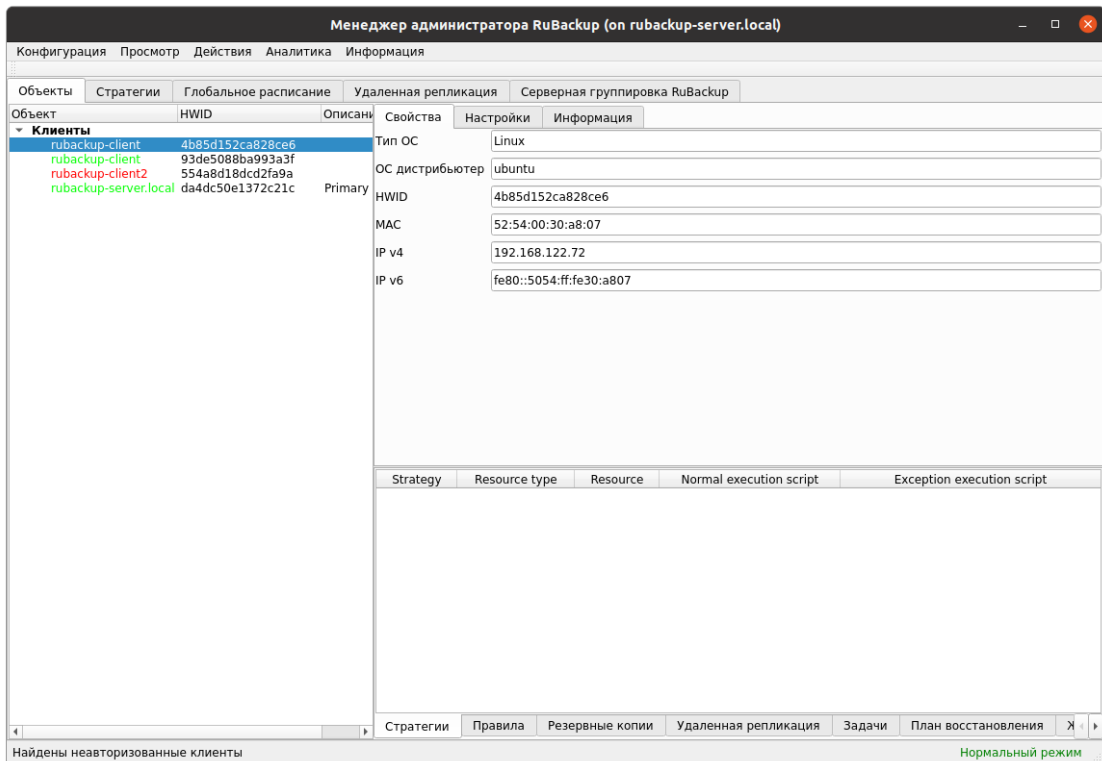 Менеджер администратора RuBackup (on rubackup-server.local)
Конфигурация Просмотр Действия Аналитика Информация
Объекты Стратегии Глобальное расписание Удаленная репликация Серверная группировка RuBackup
Объект HWID Описани
Клиенты
rubackup-client 4b85d152ca828ce6
rubackup-client 93de5088ba993a3f
rubackup-client2 554a8d18dcd2fa9a
rubackup-server.local da4dc50e1372c21c Primary
Свойства Настройки Информация
Тип ОС Linux
ОС дистрибьютер ubuntu
HWID 4b85d152ca828ce6
MAC 52:54:00:30:a8:07
IP v4 192.168.122.72
IP v6 fe80::5054:ff:fe30:a807
Strategy Resource type Resource Normal execution script Exception execution script
Стратегии Правила Резервные копии Удаленная репликация Задачи План восстановления Ж
Найдены неавторизованные клиенты Нормальный режим